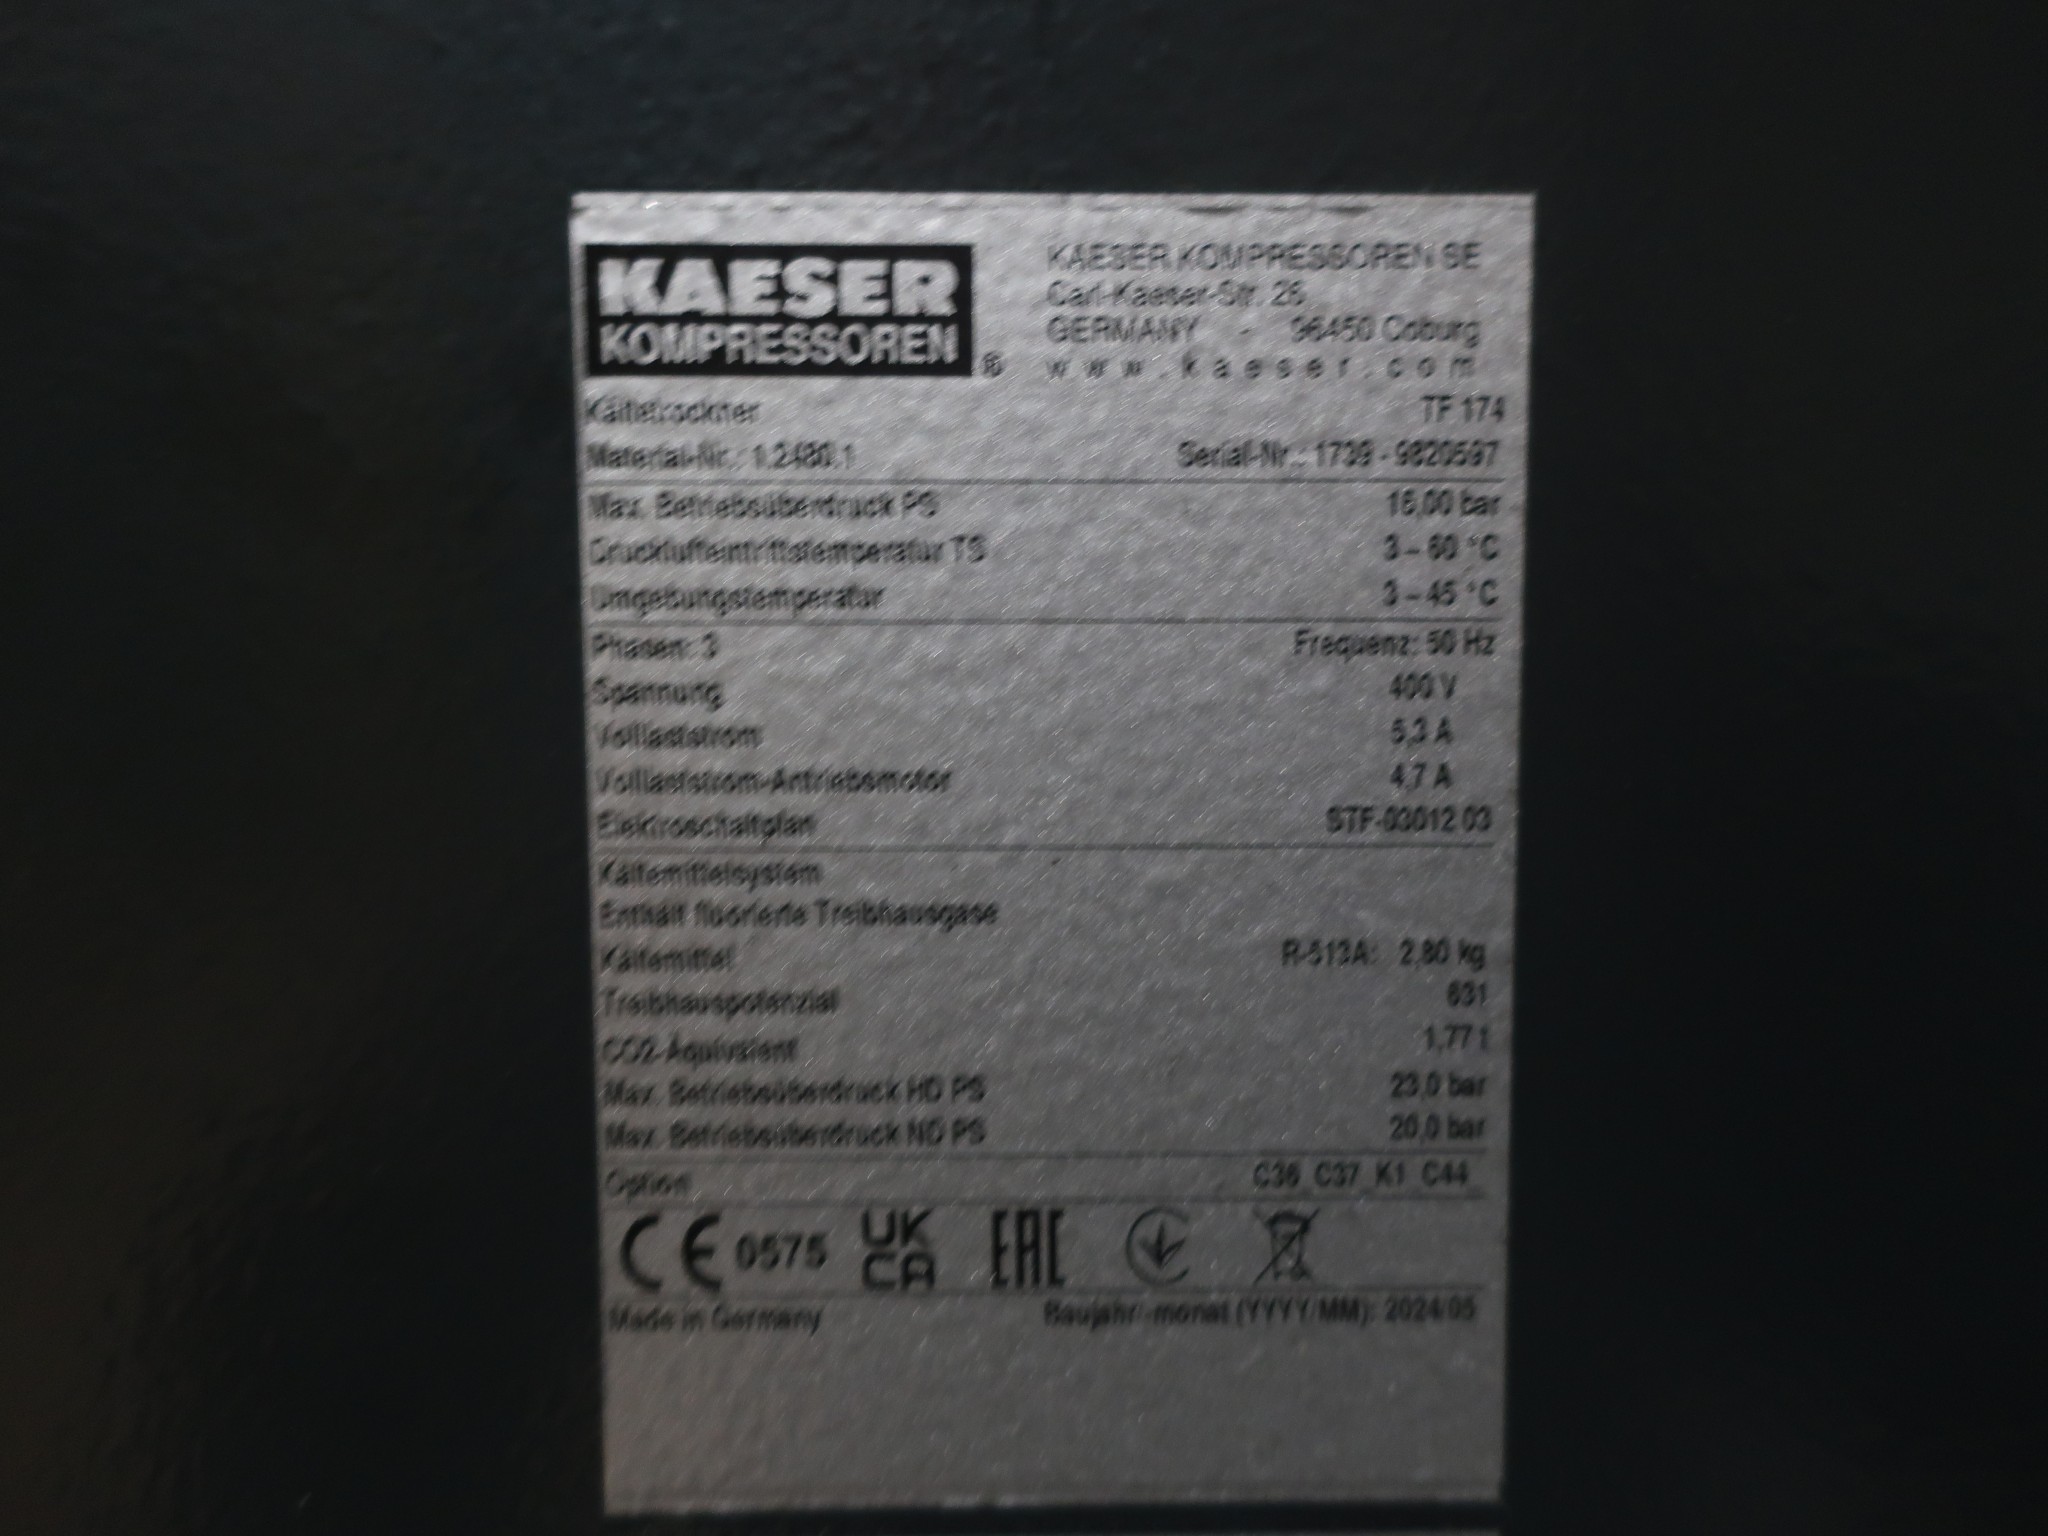 KAESER
KOMPRESSOREN ®
KAESER KOMPRESSOREN SE
Carl-Kaeser-Str. 26
GERMANY - 96450 Coburg
www.kaeser.com
Kältetrockner TF 174
Material-Nr.: 1.2480.1 Serial-Nr.: 1739 - 9820597
Max. Betriebsüberdruck PS 16,00 bar
Drucklufteintrittstemperatur TS 3 – 60 °C
Umgebungstemperatur 3 – 45 °C
Phasen: 3 Frequenz: 50 Hz
Spannung 400 V
Volllaststrom 5,3 A
Volllaststrom-Antriebsmotor 4,7 A
Elektroschaltplan STF-03012.03
Kältemittelsystem
Enthält fluorierte Treibhausgase
Kältemittel R-513A: 2,80 kg
Treibhauspotenzial 631
CO2-Äquivalent 1,77 t
Max. Betriebsüberdruck HD PS 23,0 bar
Max. Betriebsüberdruck ND PS 20,0 bar
Option C36 C37 K1 C44
CE 0575 UK CA EAC
Made in Germany Baujahr/-monat (YYYY/MM): 2024/05